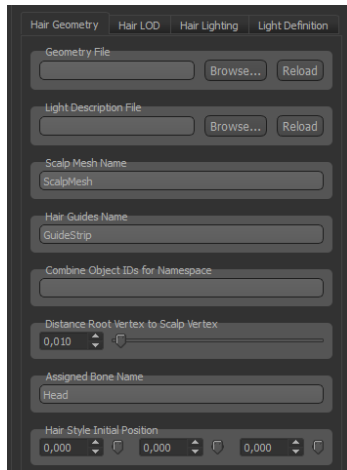 Hair Geometry Hair LOD Hair Lighting Light Definition
Geometry File
Browse... Reload
Light Description File
Browse... Reload
Scalp Mesh Name
ScalpMesh
Hair Guides Name
GuideStrip
Combine Object IDs for Namespace
Distance Root Vertex to Scalp Vertex
0,010
Assigned Bone Name
Head
Hair Style Initial Position
0,000 0,000 0,000